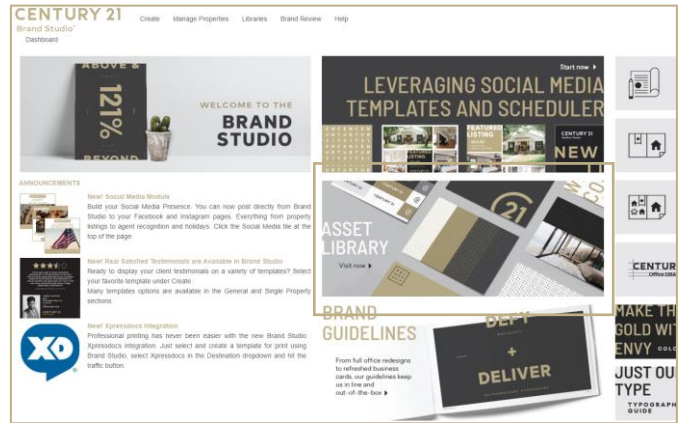 CENTURY 21
Brand Studio
Create Manage Properties Libraries Brand Review Help
Dashboard
ABOVE &
121%
BEYOND
WELCOME TO THE
BRAND
STUDIO
Start now
LEVERAGING SOCIAL MEDIA
TEMPLATES AND SCHEDULER
FEATURED
LISTING
CENTURY 21
NEW
ANNOUNCEMENTS
New! Social Media Module
Build your Social Media Presence. You can now post directly from Brand
Studio to your Facebook and Instagram pages. Everything from property
listings to agent recognition and holidays. Click the Social Media tile at the
top of the page.
New! Real Satisfied Testimonials are Available in Brand Studio
Ready to display your client testimonials on a variety of templates? Select
your favorite template under Create.
Many templates options are available in the General and Single Property
sections.
XD
New! Xpressdocs Integration
Professional printing has never been easier with the new Brand Studio
Xpressdocs integration. Just select and create a template for print using
Brand Studio, select Xpressdocs in the Destination dropdown and hit the
traffic button.
ASSET
LIBRARY
Visit now
21
BRAND
GUIDELINES
From full office redesigns
to refreshed business
cards, our guidelines keep
us in line and
out-of-the-box
DEFY
+
DELIVER
CENTUR
MAKE TH
GOLD WIT
ENVY
JUST OU
TYPE
TYPOGRAPH
GUIDE